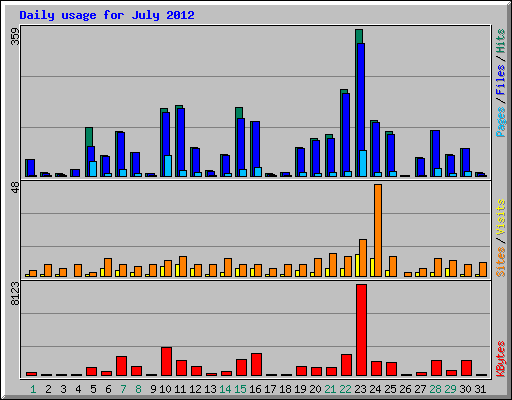 Daily usage for July 2012
359
Pages / Files / Hits
48
Sites / Visits
8123
KBytes
1 2 3 4 5 6 7 8 9 10 11 12 13 14 15 16 17 18 19 20 21 22 23 24 25 26 27 28 29 30 31